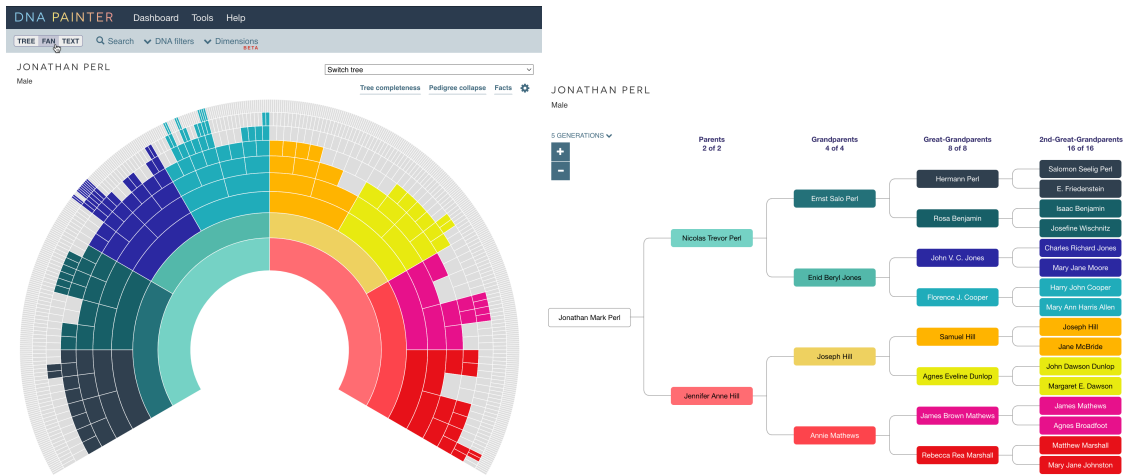 DNA PAINTER Dashboard Tools Help
TREE FAN TEXT Search DNA filters Dimensions
BETA
JONATHAN PERL
Male
Switch tree
Tree completeness Pedigree collapse Facts
JONATHAN PERL
Male
5 GENERATIONS
+
−
Parents
2 of 2
Grandparents
4 of 4
Great-Grandparents
8 of 8
2nd-Great-Grandparents
16 of 16
Jonathan Mark Perl
Nicolas Trevor Perl
Jennifer Anne Hill
Ernst Salo Perl
Enid Beryl Jones
Joseph Hill
Annie Mathews
Hermann Perl
Rosa Benjamin
John V. C. Jones
Florence J. Cooper
Samuel Hill
Agnes Eveline Dunlop
James Brown Mathews
Rebecca Rea Marshall
Salomon Seelig Perl
E. Friedenstein
Isaac Benjamin
Josefine Wischnitz
Charles Richard Jones
Mary Jane Moore
Harry John Cooper
Mary Ann Harris Allen
Joseph Hill
Jane McBride
John Dawson Dunlop
Margaret E. Dawson
James Mathews
Agnes Broadfoot
Matthew Marshall
Mary Jane Johnston